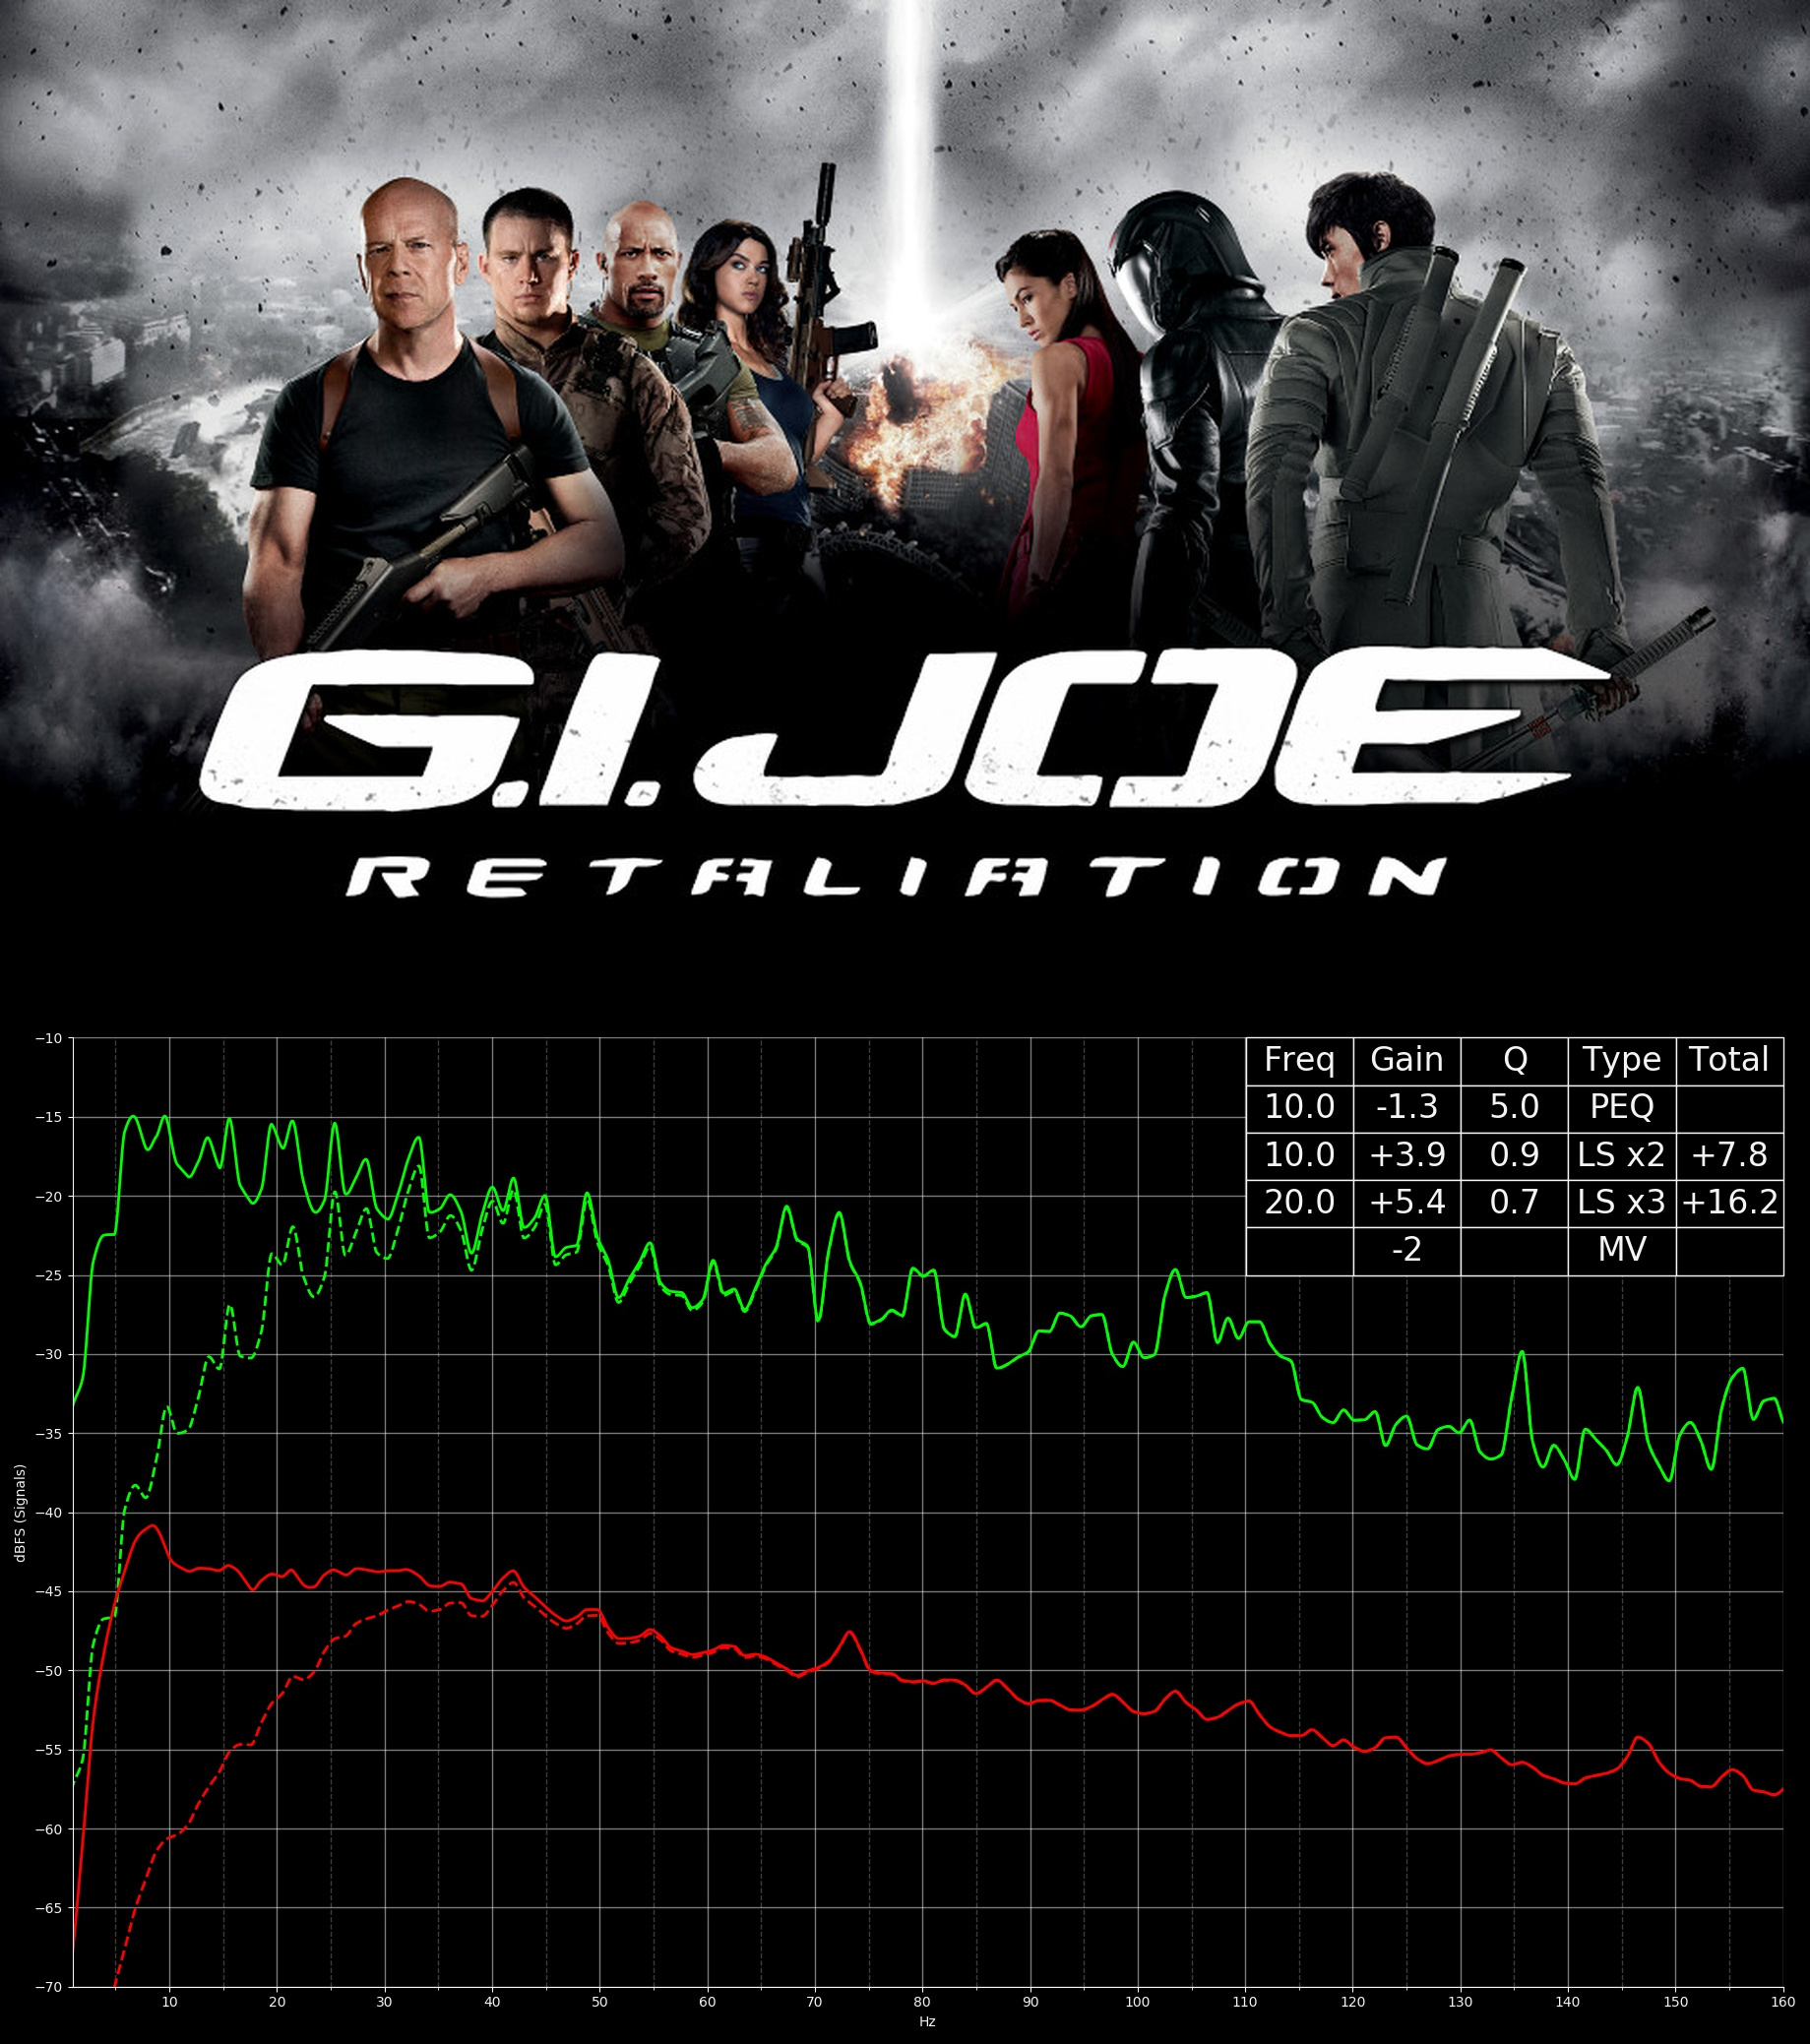 G.I. JOE
RETALIATION
Freq Gain Q Type Total
10.0 -1.3 5.0 PEQ
10.0 +3.9 0.9 LS x2 +7.8
20.0 +5.4 0.7 LS x3 +16.2
-2 MV
−10
−15
−20
−25
−30
−35
−40
−45
−50
−55
−60
−65
−70
dBFS (Signals)
10 20 30 40 50 60 70 80 90 100 110 120 130 140 150 160
Hz